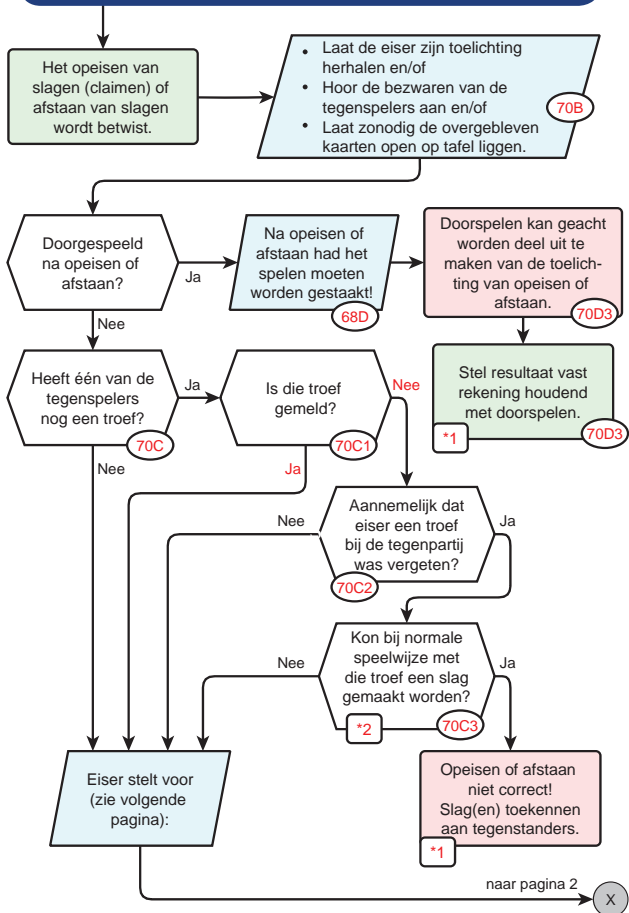 Het opeisen van
slagen (claimen) of
afstaan van slagen
wordt betwist.
• Laat de eiser zijn toelichting
herhalen en/of
• Hoor de bezwaren van de
tegenspelers aan en/of
• Laat zonodig de overgebleven
kaarten open op tafel liggen.
70B
Doorgespeeld
na opeisen of
afstaan?
Ja
Nee
Na opeisen of
afstaan had het
spelen moeten
worden gestaakt!
68D
Doorspelen kan geacht
worden deel uit te
maken van de toelich-
ting van opeisen of
afstaan.
70D3
Stel resultaat vast
rekening houdend
met doorspelen.
*1
70D3
Heeft één van de
tegenspelers
nog een troef?
70C
Ja
Nee
Is die troef
gemeld?
70C1
Nee
Ja
Aannemelijk dat
eiser een troef
bij de tegenpartij
was vergeten?
70C2
Nee
Ja
Kon bij normale
speelwijze met
die troef een slag
gemaakt worden?
*2
70C3
Nee
Ja
Opeisen of afstaan
niet correct!
Slag(en) toekennen
aan tegenstanders.
*1
Eiser stelt voor
(zie volgende
pagina):
naar pagina 2
X